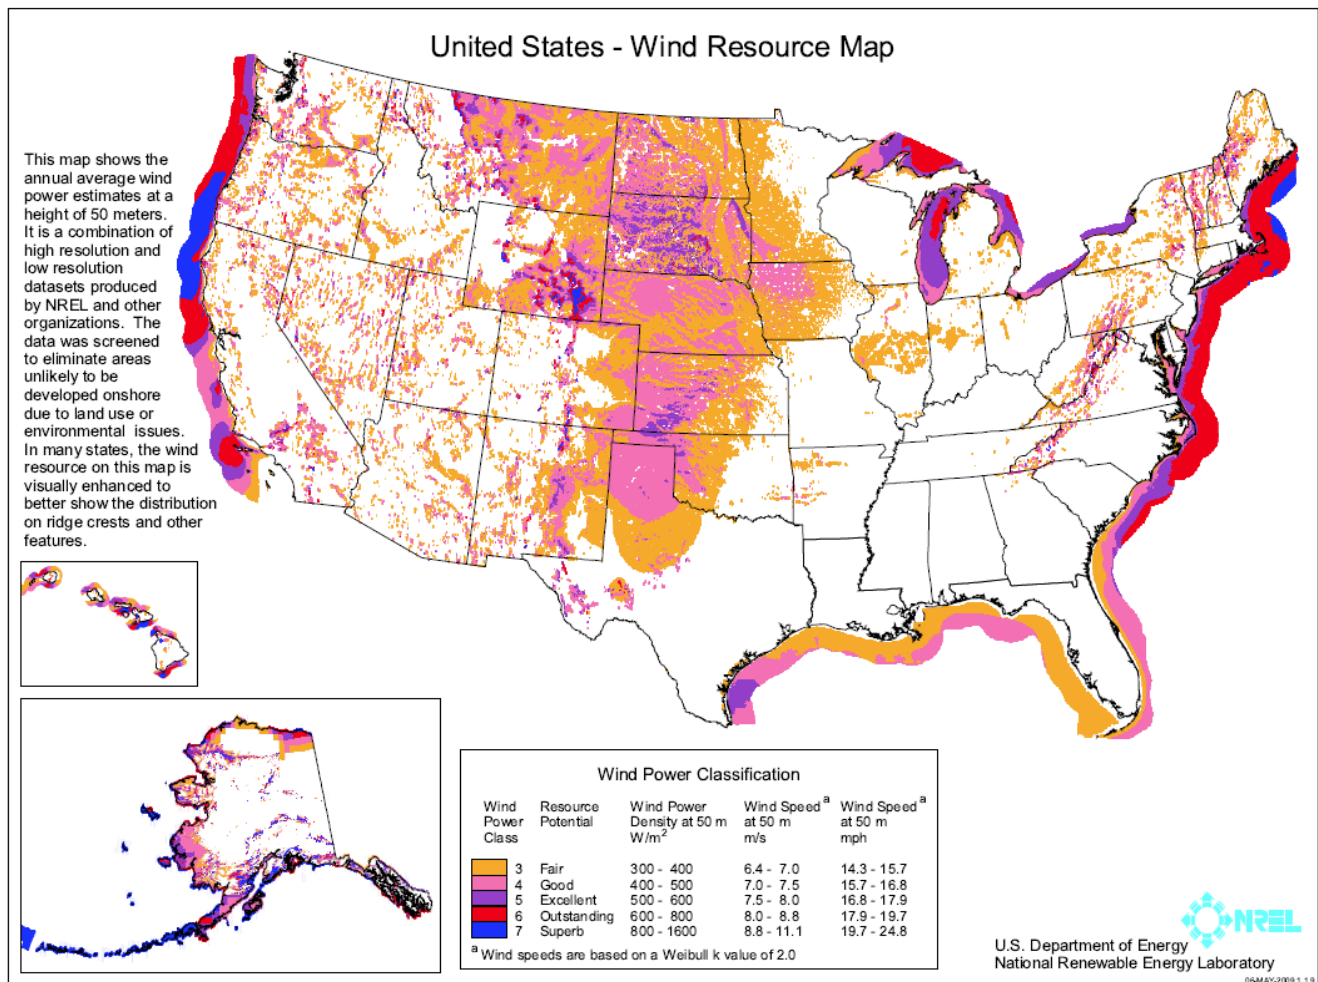 United States - Wind Resource Map
This map shows the
annual average wind
power estimates at a
height of 50 meters.
It is a combination of
high resolution and
low resolution
datasets produced
by NREL and other
organizations.  The
data was screened
to eliminate areas
unlikely to be
developed onshore
due to land use or
environmental  issues.
In many states, the wind
resource on this map is
visually enhanced to
better show the distribution
on ridge crests and other
features.
Wind Power Classification
Wind Resource Wind Power Wind Speed a Wind Speed a
Power Potential Density at 50 m at 50 m at 50 m
Class W/m2 m/s mph
3 Fair 300 - 400 6.4 - 7.0 14.3 - 15.7
4 Good 400 - 500 7.0 - 7.5 15.7 - 16.8
5 Excellent 500 - 600 7.5 - 8.0 16.8 - 17.9
6 Outstanding 600 - 800 8.0 - 8.8 17.9 - 19.7
7 Superb 800 - 1600 8.8 - 11.1 19.7 - 24.8
a Wind speeds are based on a Weibull k value of 2.0
NREL
U.S. Department of Energy
National Renewable Energy Laboratory
06-MAY-2009 1.1.9